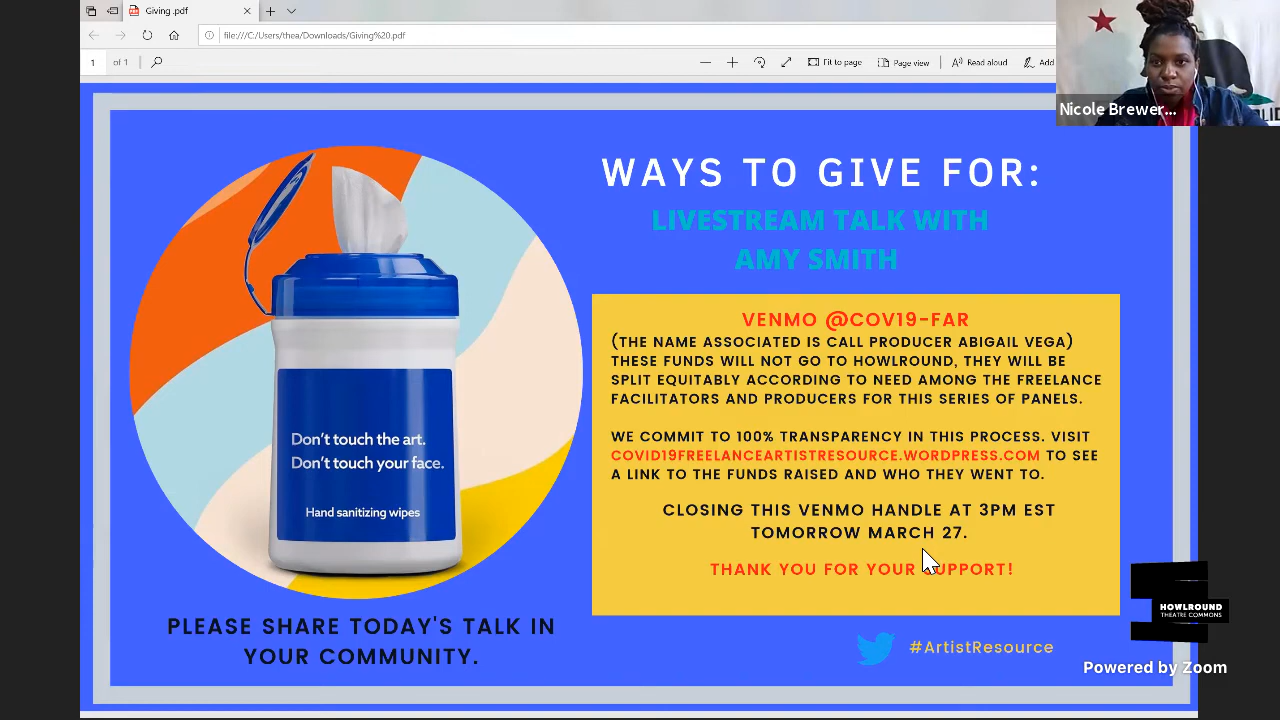 Giving .pdf
file:///C:/Users/thea/Downloads/Giving%20.pdf
1 of 1
Fit to page
Page view
Read aloud
Add
Nicole Brewer...
WAYS TO GIVE FOR:
LIVESTREAM TALK WITH
AMY SMITH
VENMO @COV19-FAR
(THE NAME ASSOCIATED IS CALL PRODUCER ABIGAIL VEGA)
THESE FUNDS WILL NOT GO TO HOWLROUND, THEY WILL BE
SPLIT EQUITABLY ACCORDING TO NEED AMONG THE FREELANCE
FACILITATORS AND PRODUCERS FOR THIS SERIES OF PANELS.
WE COMMIT TO 100% TRANSPARENCY IN THIS PROCESS. VISIT
COVID19FREELANCEARTISTRESOURCE.WORDPRESS.COM TO SEE
A LINK TO THE FUNDS RAISED AND WHO THEY WENT TO.
CLOSING THIS VENMO HANDLE AT 3PM EST
TOMORROW MARCH 27.
THANK YOU FOR YOUR SUPPORT!
Don't touch the art.
Don't touch your face.
Hand sanitizing wipes
PLEASE SHARE TODAY'S TALK IN
YOUR COMMUNITY.
#ArtistResource
HOWLROUND
THEATRE COMMONS
Powered by Zoom